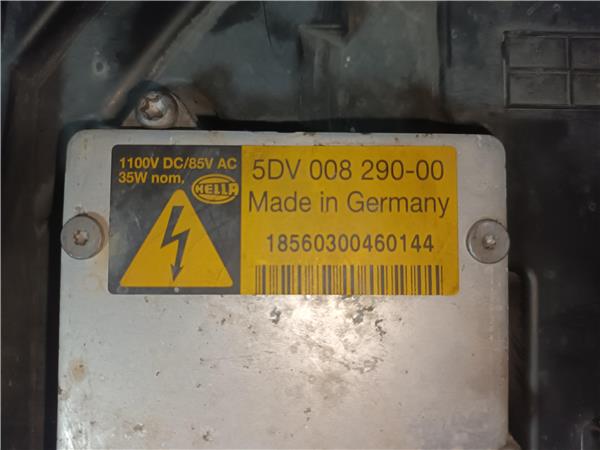 1100V DC/85V AC
35W nom.
HELLA
5DV 008 290-00
Made in Germany
18560300460144